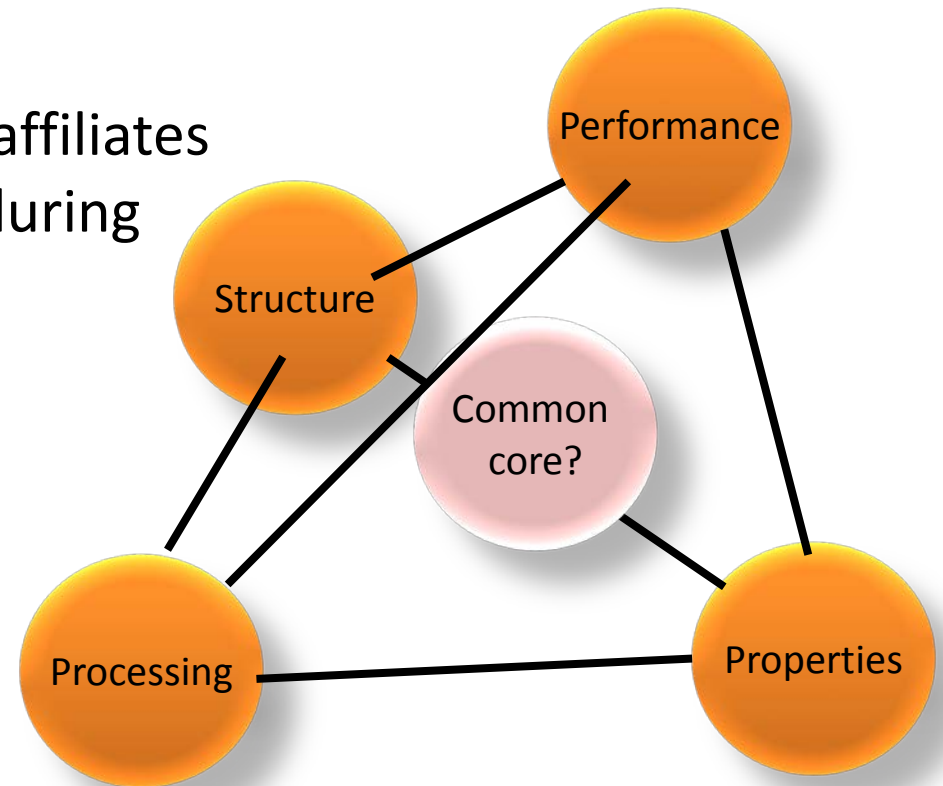 affiliates
during
Performance
Structure
Common
core?
Processing
Properties